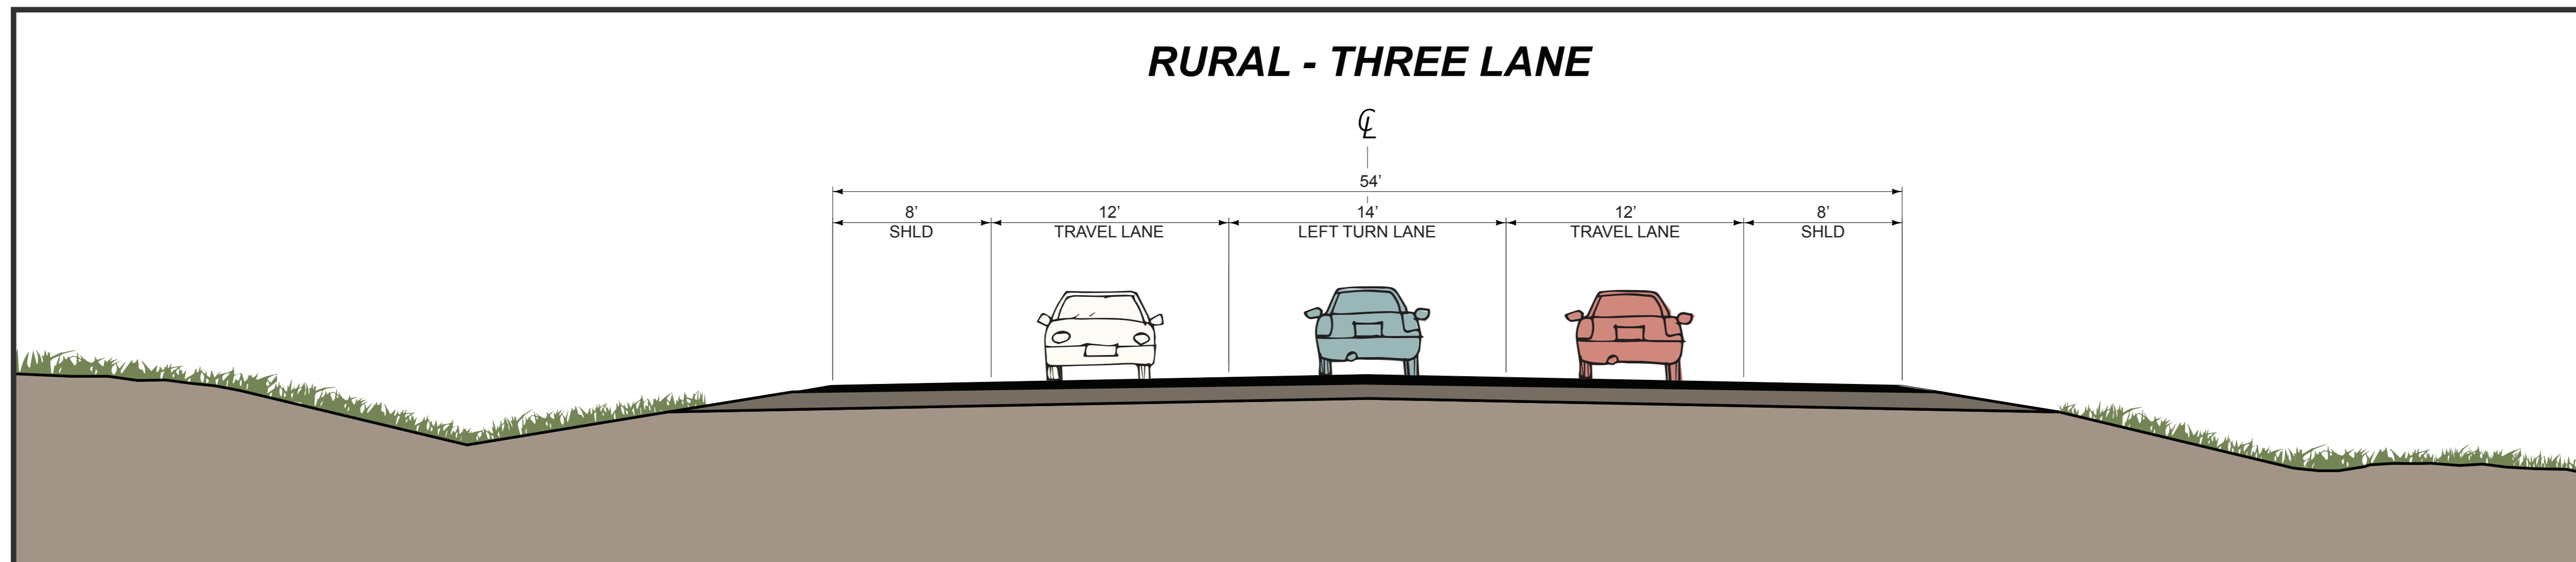 RURAL - THREE LANE
℄
54’
8’ 12’ 14’ 12’ 8’
SHLD TRAVEL LANE LEFT TURN LANE TRAVEL LANE SHLD